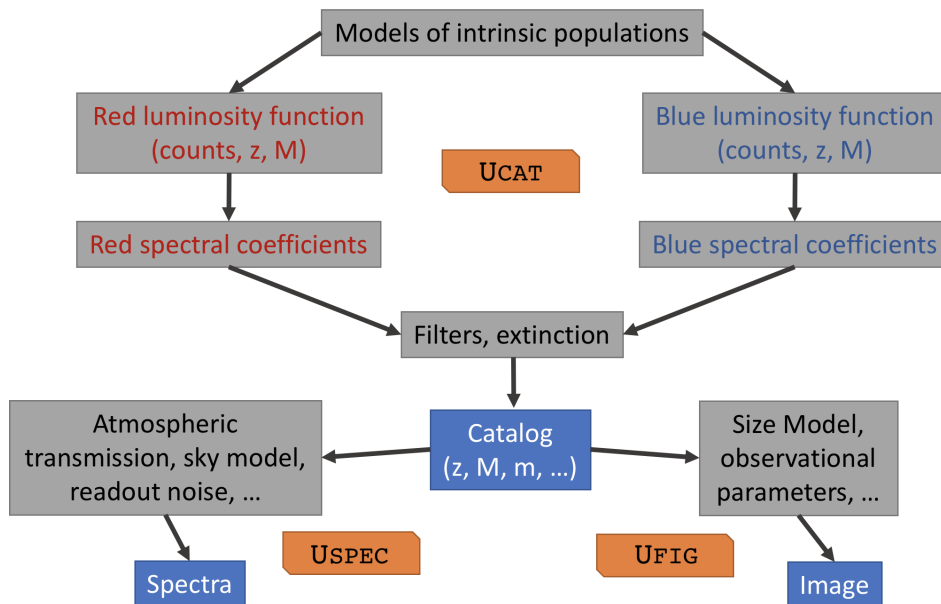 Models of intrinsic populations
Red luminosity function
(counts, z, M)
Blue luminosity function
(counts, z, M)
UCAT
Red spectral coefficients
Blue spectral coefficients
Filters, extinction
Atmospheric
transmission, sky model,
readout noise, ...
Catalog
(z, M, m, ...)
Size Model,
observational
parameters, ...
USPEC
UFIG
Spectra
Image